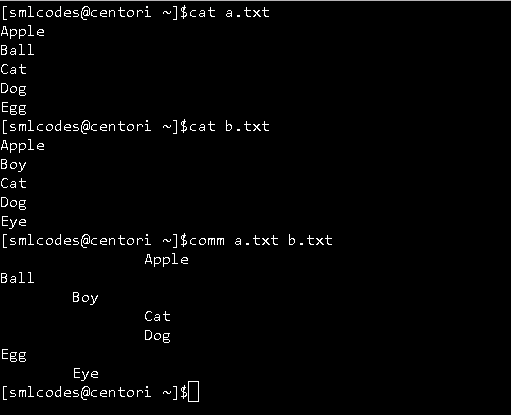 [smlcodes@centori ~]$cat a.txt
Apple
Ball
Cat
Dog
Egg
[smlcodes@centori ~]$cat b.txt
Apple
Boy
Cat
Dog
Eye
[smlcodes@centori ~]$comm a.txt b.txt
                Apple
Ball
        Boy
                Cat
                Dog
Egg
        Eye
[smlcodes@centori ~]$